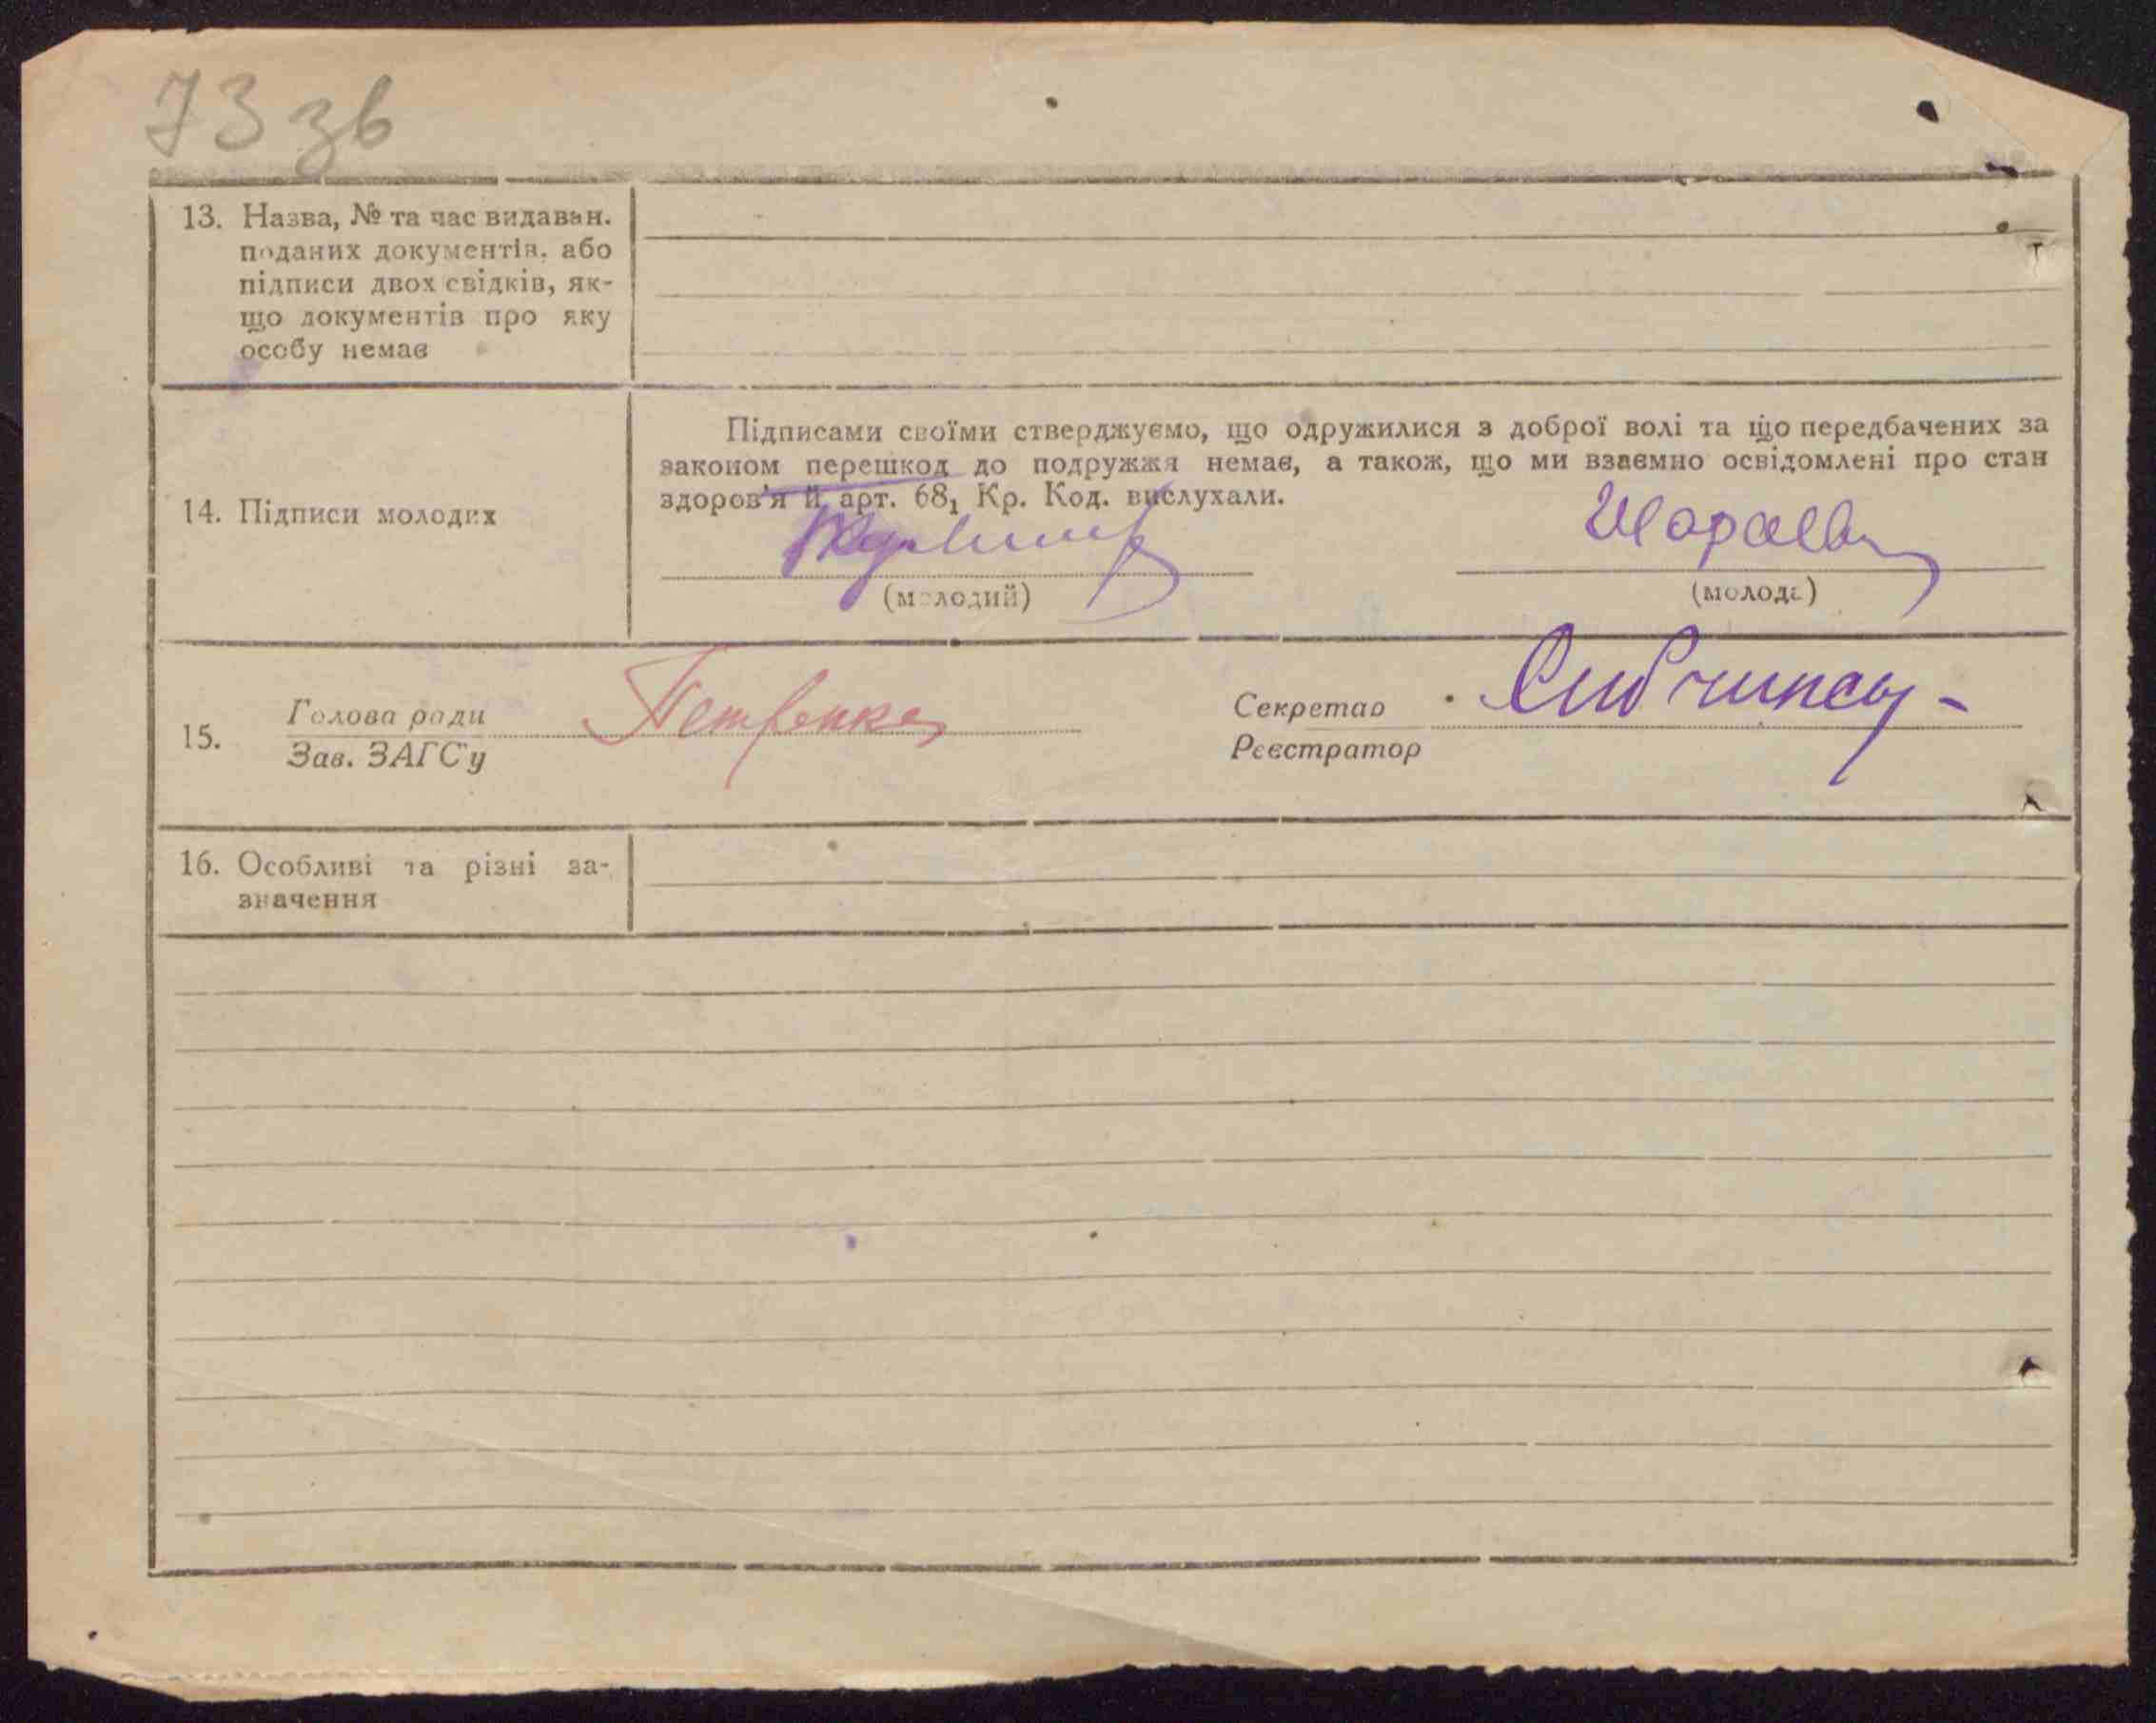 73 зв
13. Назва, № та час видаван.
поданих документів, або
підписи двох свідків, як-
що документів про яку
особу немає
14. Підписи молодих
Підписами своїми стверджуємо, що одружилися з доброї волі та що передбачених за
законом перешкод до подружжя немає, а також, що ми взаємно освідомлені про стан
здоров'я й арт. 68₁ Кр. Код. вислухали.
(молодий)
(молода)
15. Голова ради
Зав. ЗАГС'у
Петренко
Секретар
Реєстратор
16. Особливі та різні за-
значення